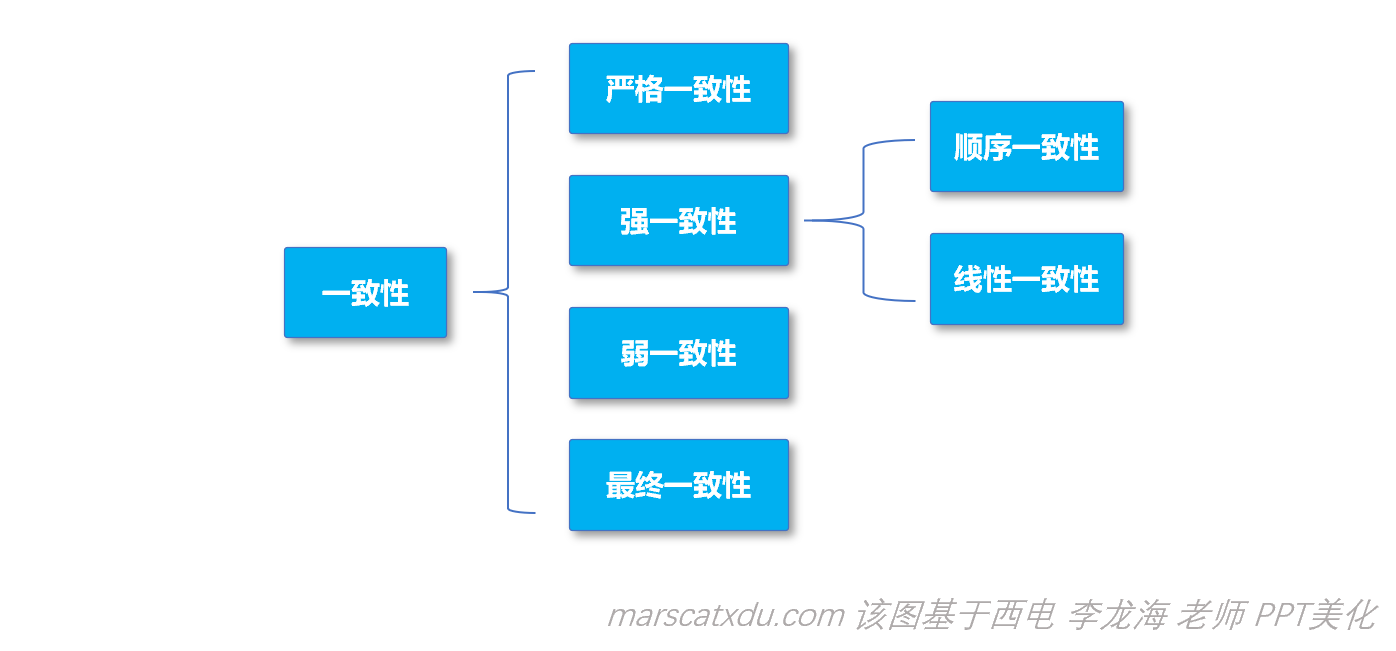 一致性
严格一致性
强一致性
弱一致性
最终一致性
顺序一致性
线性一致性
marscatxdu.com 该图基于西电 李龙海 老师 PPT美化